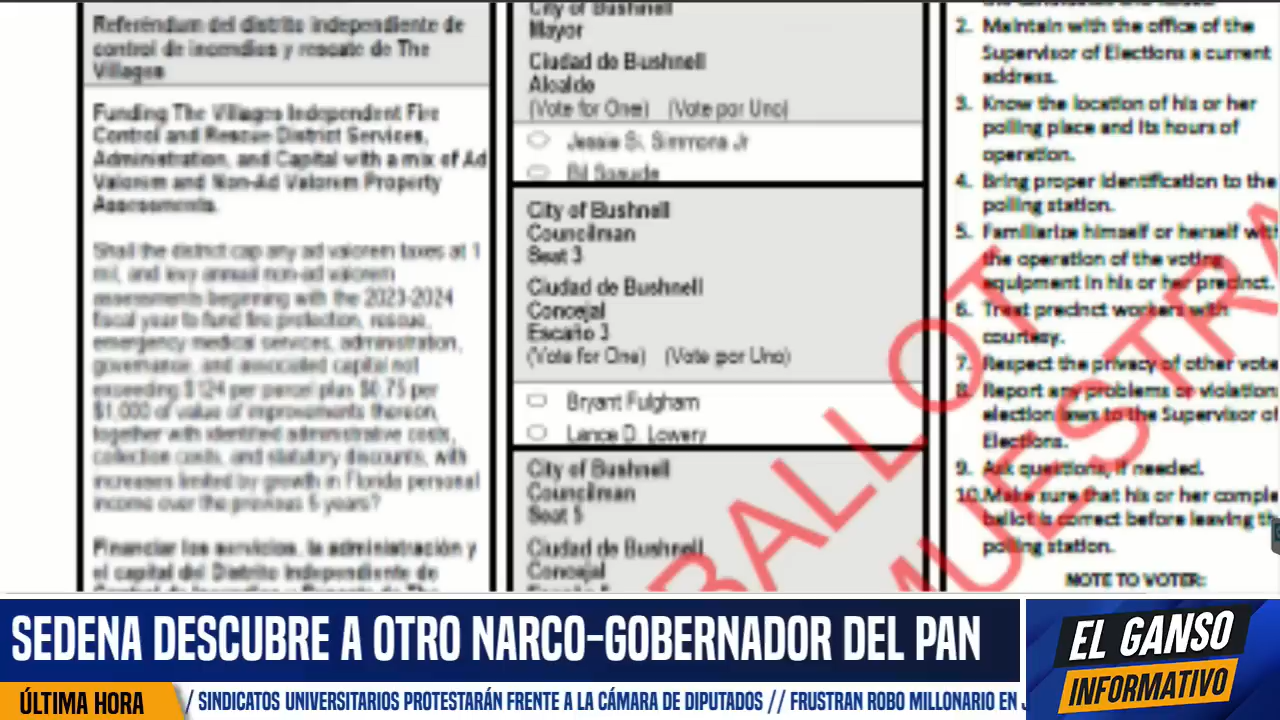 Referéndum del distrito independiente de
control de incendios y rescate de The
Villages
Funding The Villages Independent Fire
Control and Rescue District Services,
Administration, and Capital with a mix of Ad
Valorem and Non-Ad Valorem Property
Assessments.
Shall the district cap any ad valorem taxes at 1
mil, and levy annual non-ad valorem
assessments beginning with the 2023-2024
fiscal year to fund fire protection, rescue,
emergency medical services, administration,
governance, and associated capital not
exceeding $124 per parcel plus $0.75 per
$1,000 of value of improvements thereon,
together with identified administrative costs,
collection costs, and statutory discounts, with
increases limited by growth in Florida personal
income over the previous 5 years?
Financiar los servicios, la administración y
el capital del Distrito Independiente de
City of Bushnell
Mayor
Ciudad de Bushnell
Alcalde
(Vote for One) (Vote por Uno)
Jessie S. Simmons Jr
Bil Spaude
City of Bushnell
Councilman
Seat 3
Ciudad de Bushnell
Concejal
Escaño 3
(Vote for One) (Vote por Uno)
Bryant Fulgham
Lance D. Lowery
City of Bushnell
Councilman
Seat 5
Ciudad de Bushnell
Concejal
2. Maintain with the office of the
Supervisor of Elections a current
address.
3. Know the location of his or her
polling place and its hours of
operation.
4. Bring proper identification to the
polling station.
5. Familiarize himself or herself with
the operation of the voting
equipment in his or her precinct.
6. Treat precinct workers with
courtesy.
7. Respect the privacy of other vote
8. Report any problems or violation
election laws to the Supervisor of
Elections.
9. Ask questions, if needed.
10. Make sure that his or her comple
ballot is correct before leaving th
polling station.
NOTE TO VOTER:
BALLOT
MUESTRA
SEDENA DESCUBRE A OTRO NARCO-GOBERNADOR DEL PAN
EL GANSO
INFORMATIVO
ÚLTIMA HORA
/ SINDICATOS UNIVERSITARIOS PROTESTARÁN FRENTE A LA CÁMARA DE DIPUTADOS // FRUSTRAN ROBO MILLONARIO EN J